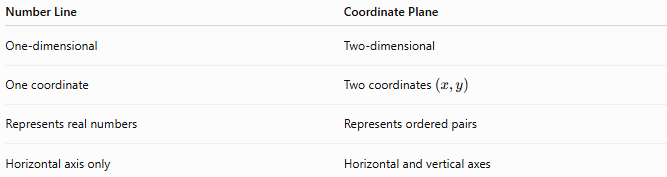 Number Line Coordinate Plane
One-dimensional Two-dimensional
One coordinate Two coordinates (x, y)
Represents real numbers Represents ordered pairs
Horizontal axis only Horizontal and vertical axes